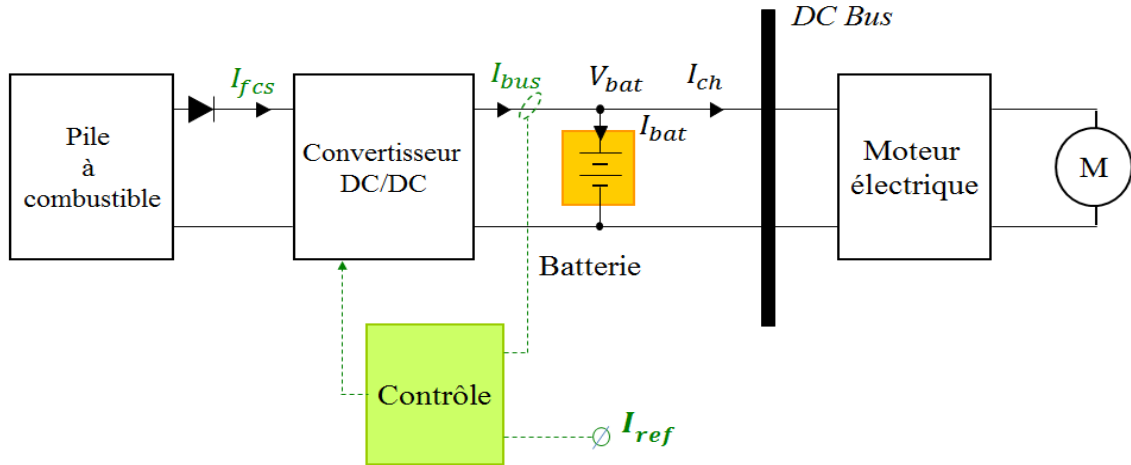 DC Bus
Pile
à
combustible
I_fcs
Convertisseur
DC/DC
I_bus
V_bat
I_bat
I_ch
Moteur
électrique
M
Batterie
Contrôle
I_ref